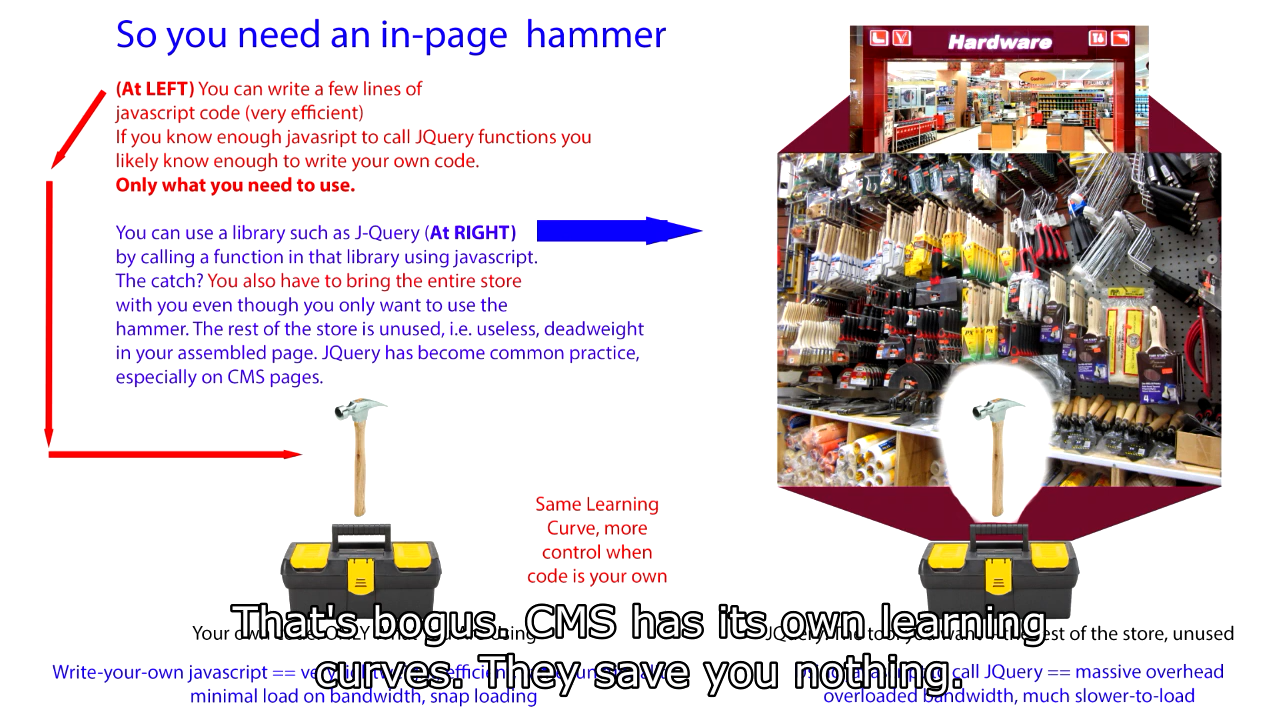 So you need an in-page hammer
(At LEFT) You can write a few lines of
javascript code (very efficient)
If you know enough javasript to call JQuery functions you
likely know enough to write your own code.
Only what you need to use.
You can use a library such as J-Query (At RIGHT)
by calling a function in that library using javascript.
The catch? You also have to bring the entire store
with you even though you only want to use the
hammer. The rest of the store is unused, i.e. useless, deadweight
in your assembled page. JQuery has become common practice,
especially on CMS pages.
Hardware
Same Learning
Curve, more
control when
code is your own
Your own
rest of the store, unused
That's bogus. CMS has its own learning
curves. They save you nothing.
Write-your-own javascript ==
minimal load on bandwidth, snap loading
call JQuery == massive overhead
overloaded bandwidth, much slower-to-load